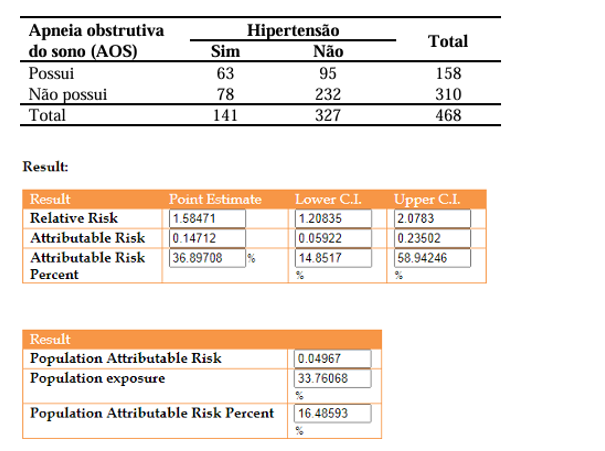 Apneia obstrutiva do sono (AOS) Hipertensão Total
Sim Não
Possui 63 95 158
Não possui 78 232 310
Total 141 327 468
Result:
Result Point Estimate Lower C.I. Upper C.I.
Relative Risk 1.58471 1.20835 2.0783
Attributable Risk 0.14712 0.05922 0.23502
Attributable Risk Percent 36.89708 % 14.8517 % 58.94246 %
Result
Population Attributable Risk 0.04967
Population exposure 33.76068 %
Population Attributable Risk Percent 16.48593 %